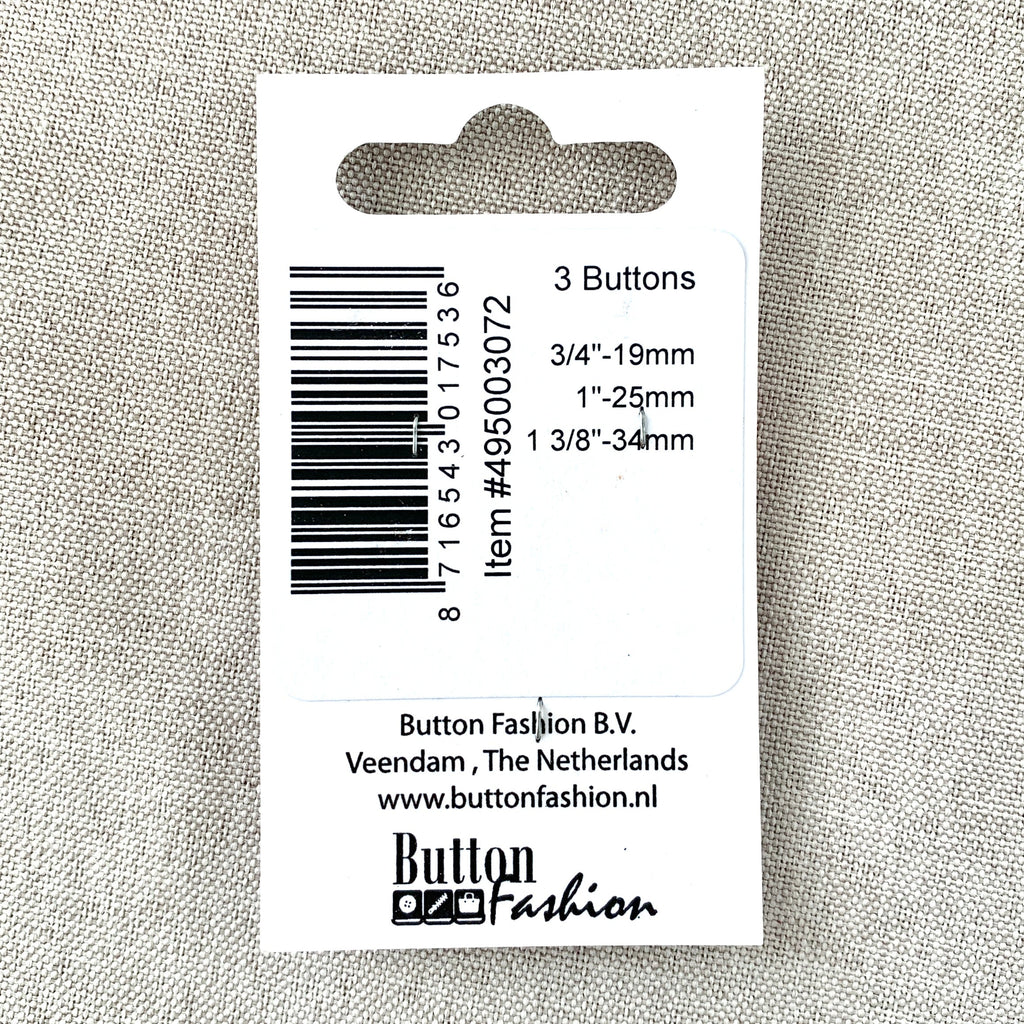 3 Buttons
3/4"-19mm
1"-25mm
1 3/8"-34mm
Item #495003072
8 716543 017536
Button Fashion B.V.
Veendam , The Netherlands
www.buttonfashion.nl
Button
Fashion